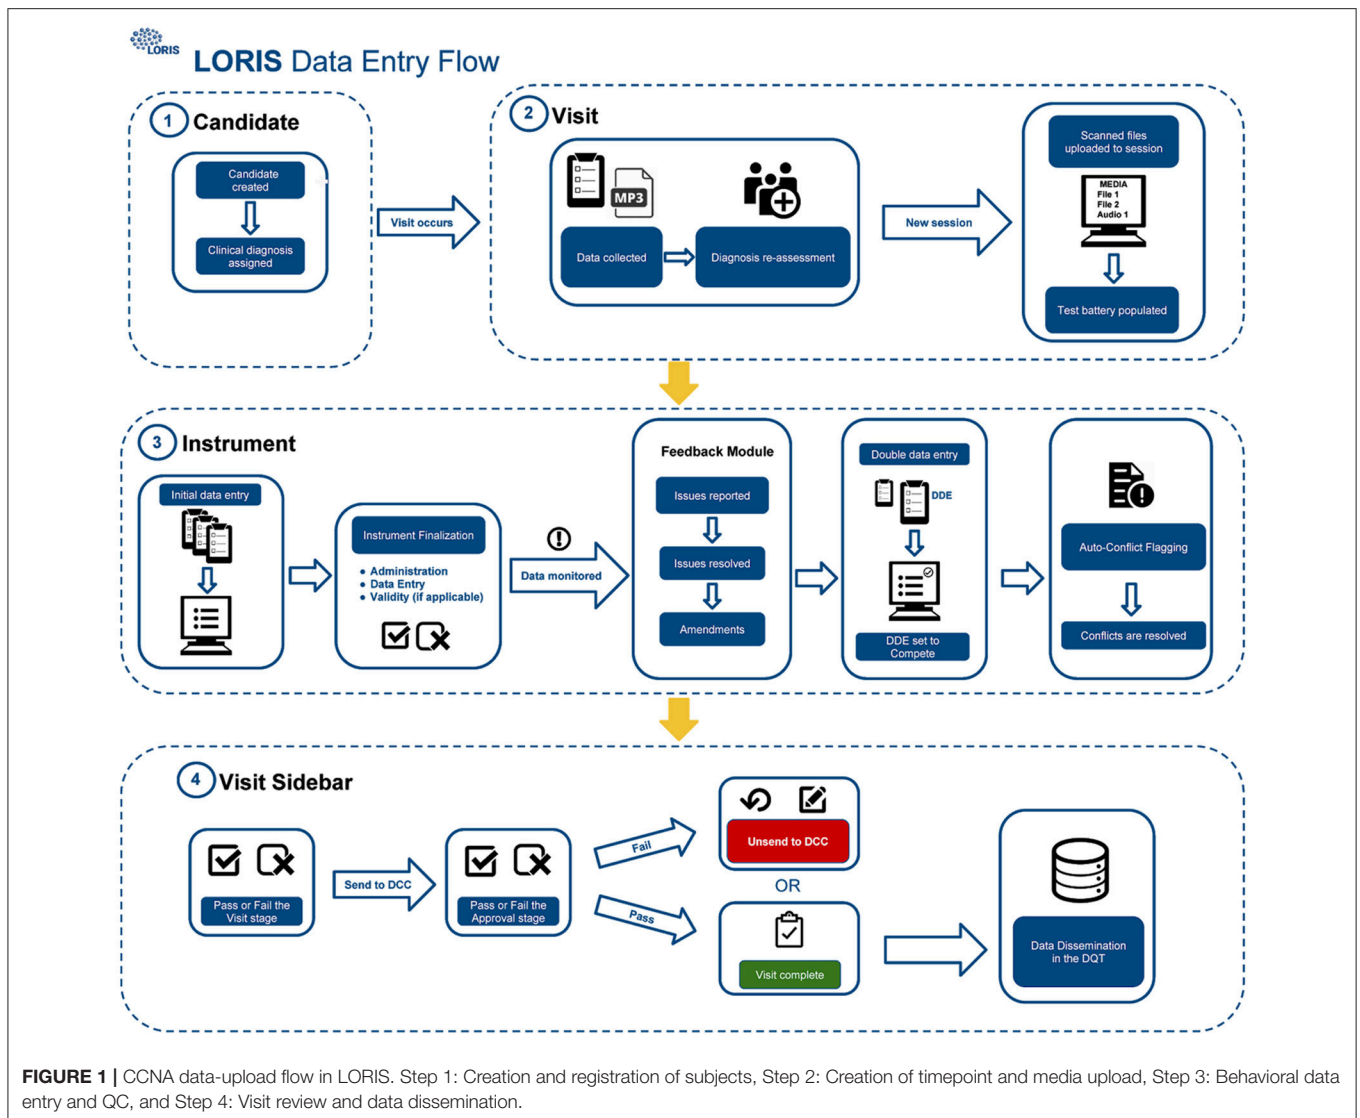 LORIS
LORIS Data Entry Flow
1
Candidate
Candidate
created
Clinical diagnosis
assigned
Visit occurs
2
Visit
MP3
Data collected
Diagnosis re-assessment
New session
Scanned files
uploaded to session
MEDIA
File 1
File 2
Audio 1
Test battery populated
3
Instrument
Initial data entry
Instrument Finalization
• Administration
• Data Entry
• Validity (if applicable)
Data monitored
Feedback Module
Issues reported
Issues resolved
Amendments
Double data entry
DDE
DDE set to
Compete
Auto-Conflict Flagging
Conflicts are resolved
4
Visit Sidebar
Pass or Fail the
Visit stage
Send to DCC
Pass or Fail the
Approval stage
Fail
Pass
Unsend to DCC
OR
Visit complete
Data Dissemination
in the DQT
FIGURE 1 | CCNA data-upload flow in LORIS. Step 1: Creation and registration of subjects, Step 2: Creation of timepoint and media upload, Step 3: Behavioral data
entry and QC, and Step 4: Visit review and data dissemination.